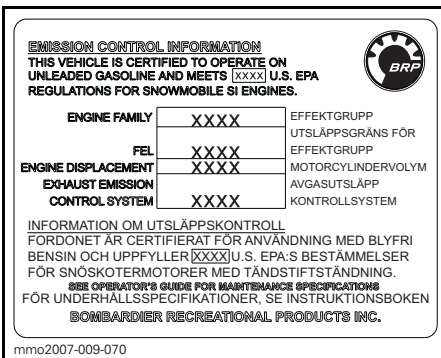 EMISSION CONTROL INFORMATION
THIS VEHICLE IS CERTIFIED TO OPERATE ON
UNLEADED GASOLINE AND MEETS XXXX U.S. EPA
REGULATIONS FOR SNOWMOBILE SI ENGINES.
BRP
ENGINE FAMILY XXXX EFFEKTGRUPP
UTSLÄPPSGRÄNS FÖR
FEL XXXX EFFEKTGRUPP
ENGINE DISPLACEMENT XXXX MOTORCYLINDERVOLYM
EXHAUST EMISSION AVGASUTSLÄPP
CONTROL SYSTEM XXXX KONTROLLSYSTEM
INFORMATION OM UTSLÄPPSKONTROLL
FORDONET ÄR CERTIFIERAT FÖR ANVÄNDNING MED BLYFRI
BENSIN OCH UPPFYLLER XXXX U.S. EPA:S BESTÄMMELSER
FÖR SNÖSKOTERMOTORER MED TÄNDSTIFTSTÄNDNING.
SEE OPERATOR'S GUIDE FOR MAINTENANCE SPECIFICATIONS
FÖR UNDERHÅLLSSPECIFIKATIONER, SE INSTRUKTIONSBOKEN
BOMBARDIER RECREATIONAL PRODUCTS INC.
mmo2007-009-070